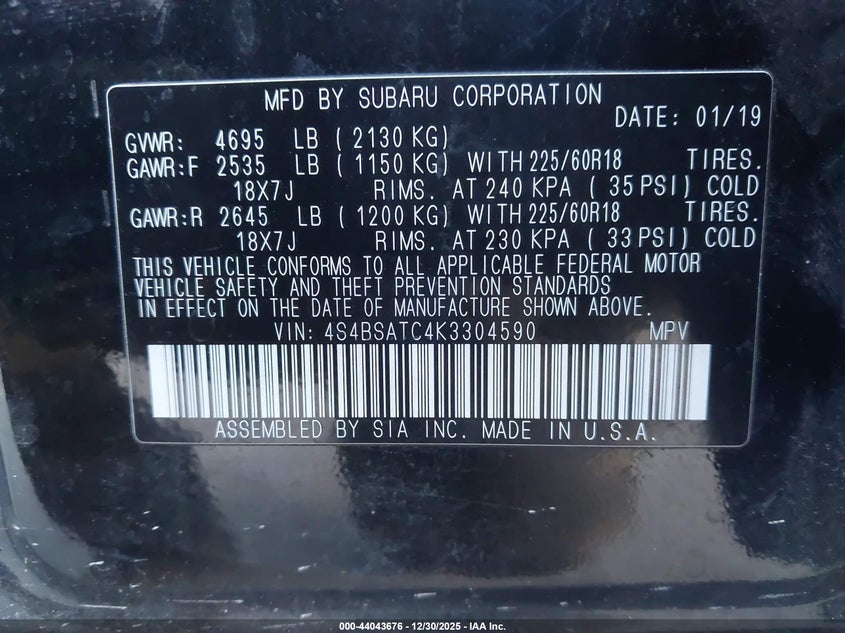 MFD BY SUBARU CORPORATION
DATE: 01/19
GVWR: 4695 LB ( 2130 KG)
GAWR:F 2535 LB ( 1150 KG) WITH 225/60R18 TIRES.
18X7J RIMS. AT 240 KPA ( 35 PSI) COLD
GAWR:R 2645 LB ( 1200 KG) WITH 225/60R18 TIRES.
18X7J RIMS. AT 230 KPA ( 33 PSI) COLD
THIS VEHICLE CONFORMS TO ALL APPLICABLE FEDERAL MOTOR
VEHICLE SAFETY AND THEFT PREVENTION STANDARDS
IN EFFECT ON THE DATE OF MANUFACTURE SHOWN ABOVE.
VIN: 4S4BSATC4K3304590 MPV
ASSEMBLED BY SIA INC. MADE IN U.S.A.
000-44043676 - 12/30/2025 - IAA Inc.